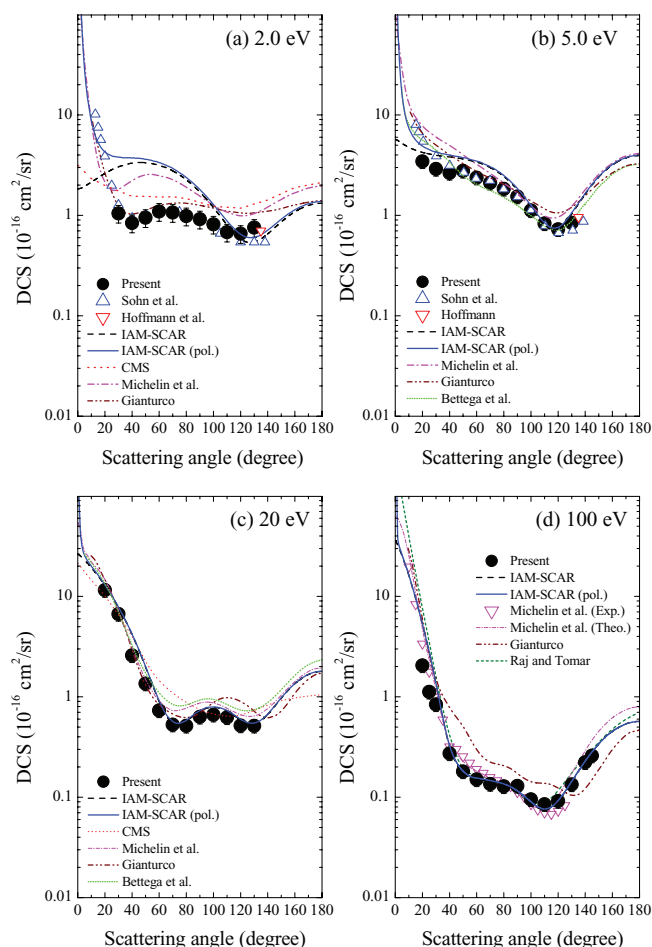 (a) 2.0 eV
DCS (10⁻¹⁶ cm²/sr)
10
1
0.1
0.01
Present
Sohn et al.
Hoffmann et al.
IAM-SCAR
IAM-SCAR (pol.)
CMS
Michelin et al.
Gianturco
0 20 40 60 80 100 120 140 160 180
Scattering angle (degree)
(b) 5.0 eV
DCS (10⁻¹⁶ cm²/sr)
10
1
0.1
0.01
Present
Sohn et al.
Hoffmann
IAM-SCAR
IAM-SCAR (pol.)
Michelin et al.
Gianturco
Bettega et al.
0 20 40 60 80 100 120 140 160 180
Scattering angle (degree)
(c) 20 eV
DCS (10⁻¹⁶ cm²/sr)
10
1
0.1
0.01
Present
IAM-SCAR
IAM-SCAR (pol.)
CMS
Michelin et al.
Gianturco
Bettega et al.
0 20 40 60 80 100 120 140 160 180
Scattering angle (degree)
(d) 100 eV
DCS (10⁻¹⁶ cm²/sr)
10
1
0.1
0.01
Present
IAM-SCAR
IAM-SCAR (pol.)
Michelin et al. (Exp.)
Michelin et al. (Theo.)
Gianturco
Raj and Tomar
0 20 40 60 80 100 120 140 160 180
Scattering angle (degree)